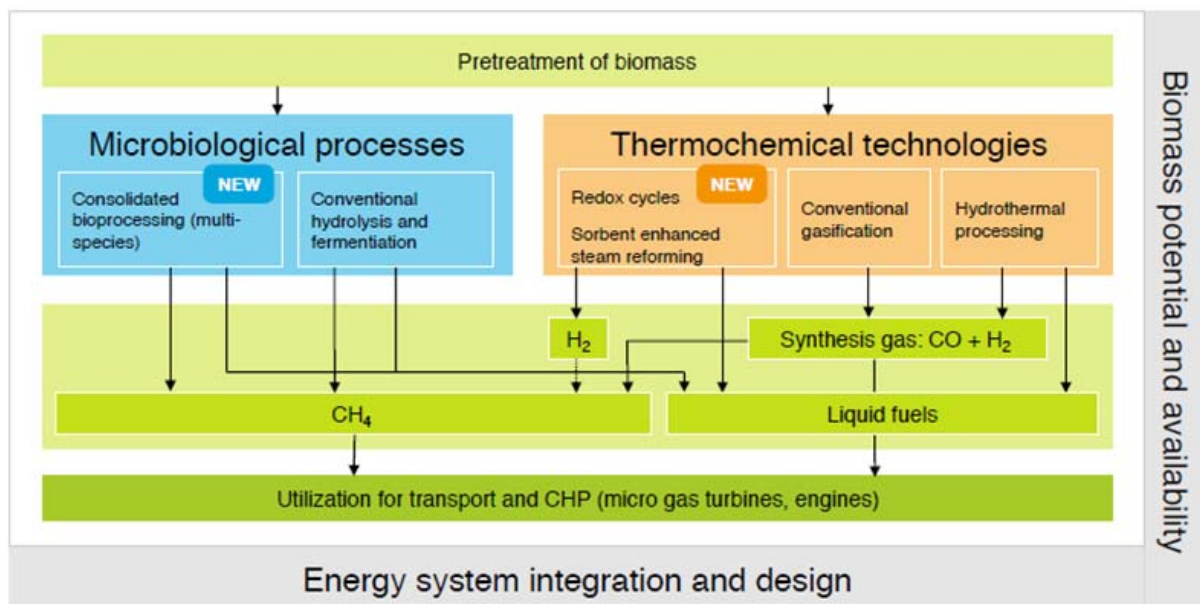 Pretreatment of biomass
Microbiological processes
NEW
Consolidated
bioprocessing (multi-
species)
Conventional
hydrolysis and
fermentiation
Thermochemical technologies
NEW
Redox cycles
Sorbent enhanced
steam reforming
Conventional
gasification
Hydrothermal
processing
H₂
Synthesis gas: CO + H₂
CH₄
Liquid fuels
Utilization for transport and CHP (micro gas turbines, engines)
Energy system integration and design
Biomass potential and availability